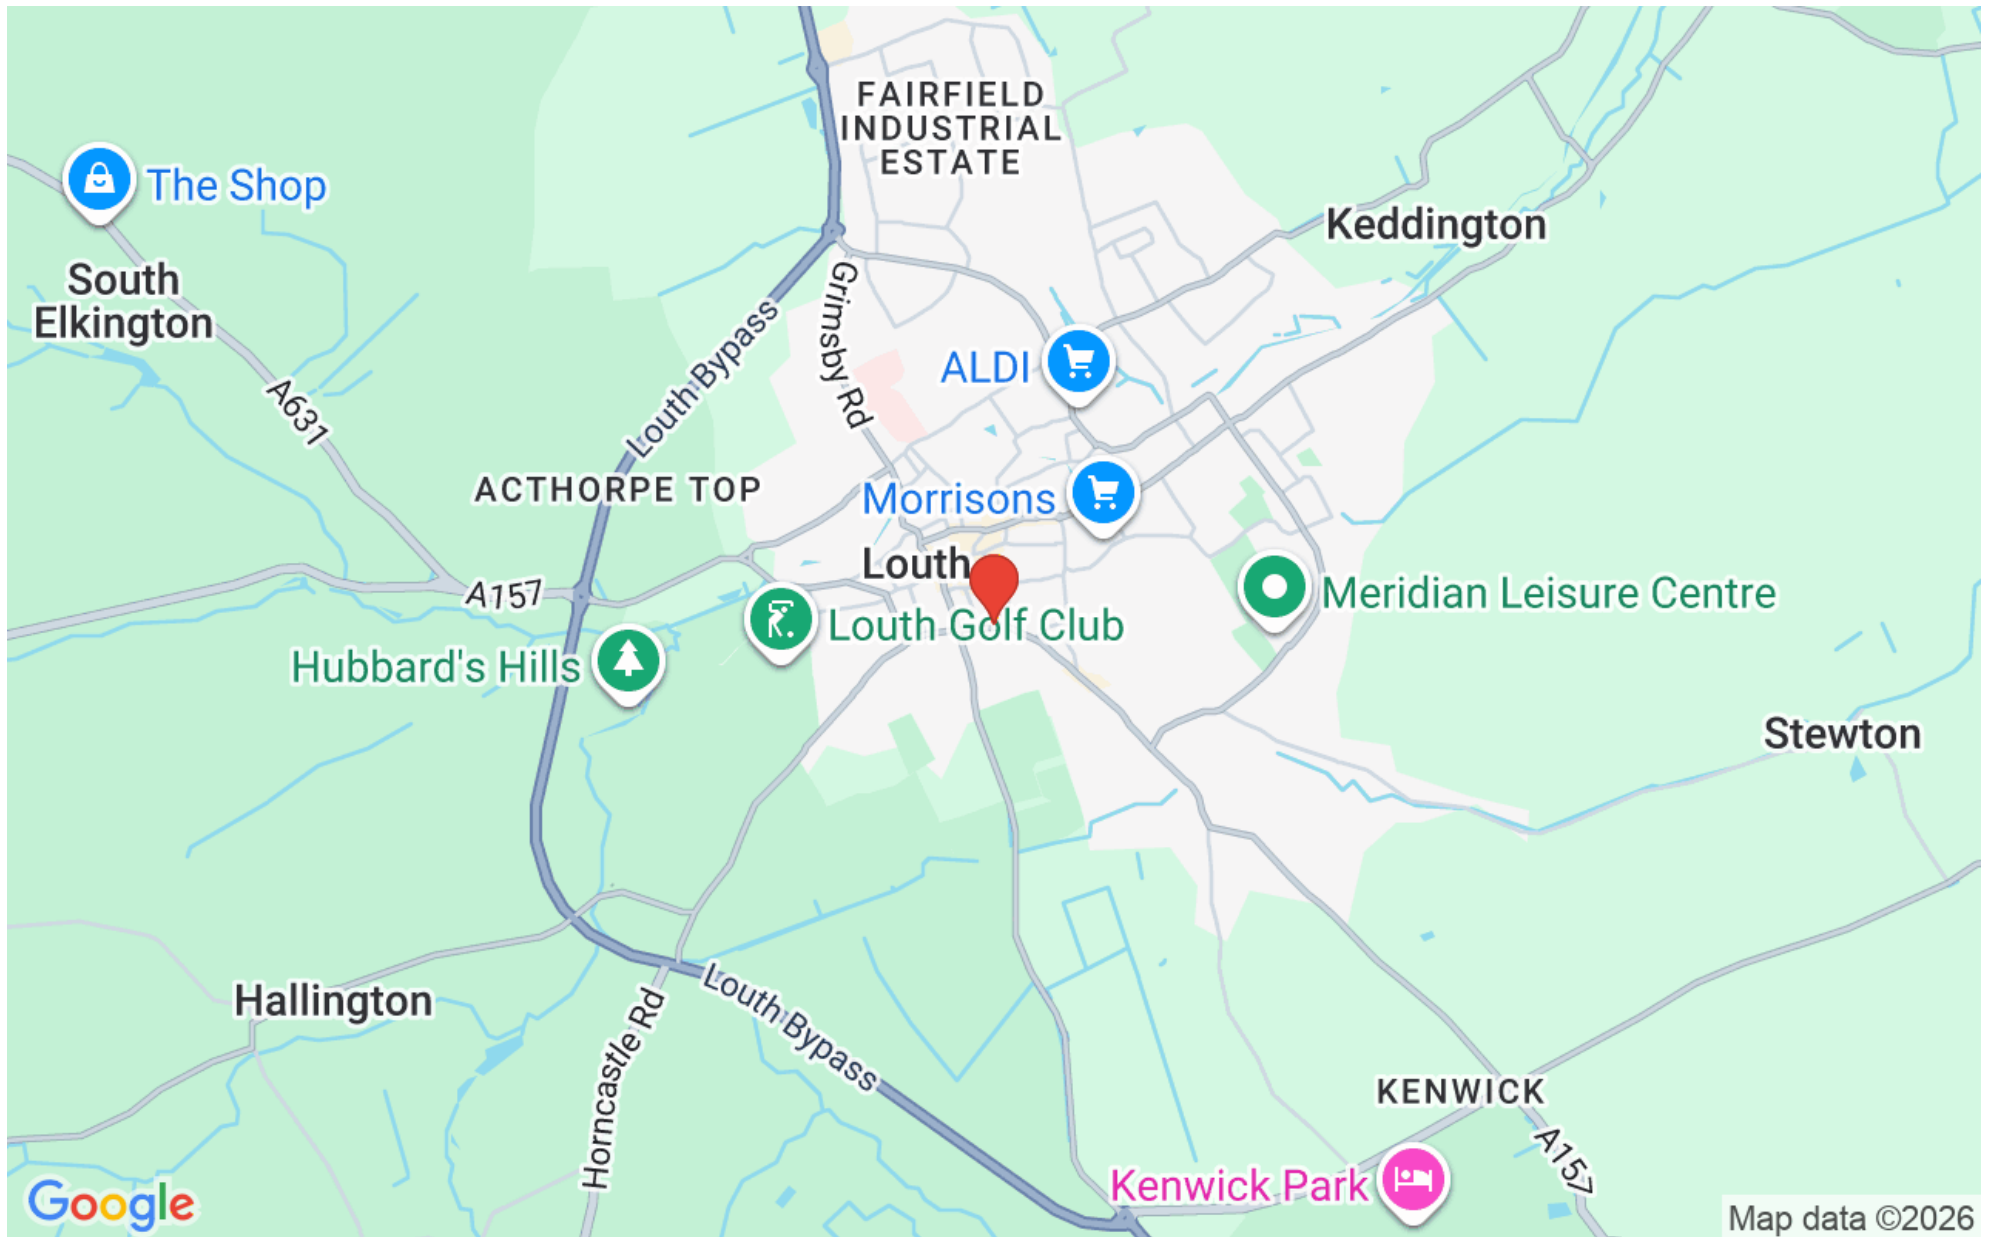 FAIRFIELD
INDUSTRIAL
ESTATE
The Shop
Keddington
South
Elkington
Grimsby Rd
Louth Bypass
ALDI
A631
ACTHORPE TOP
Morrisons
Louth
A157
Meridian Leisure Centre
Louth Golf Club
Hubbard's Hills
Stewton
Hallington
Louth Bypass
Horncastle Rd
KENWICK
A157
Kenwick Park
Google
Map data ©2026